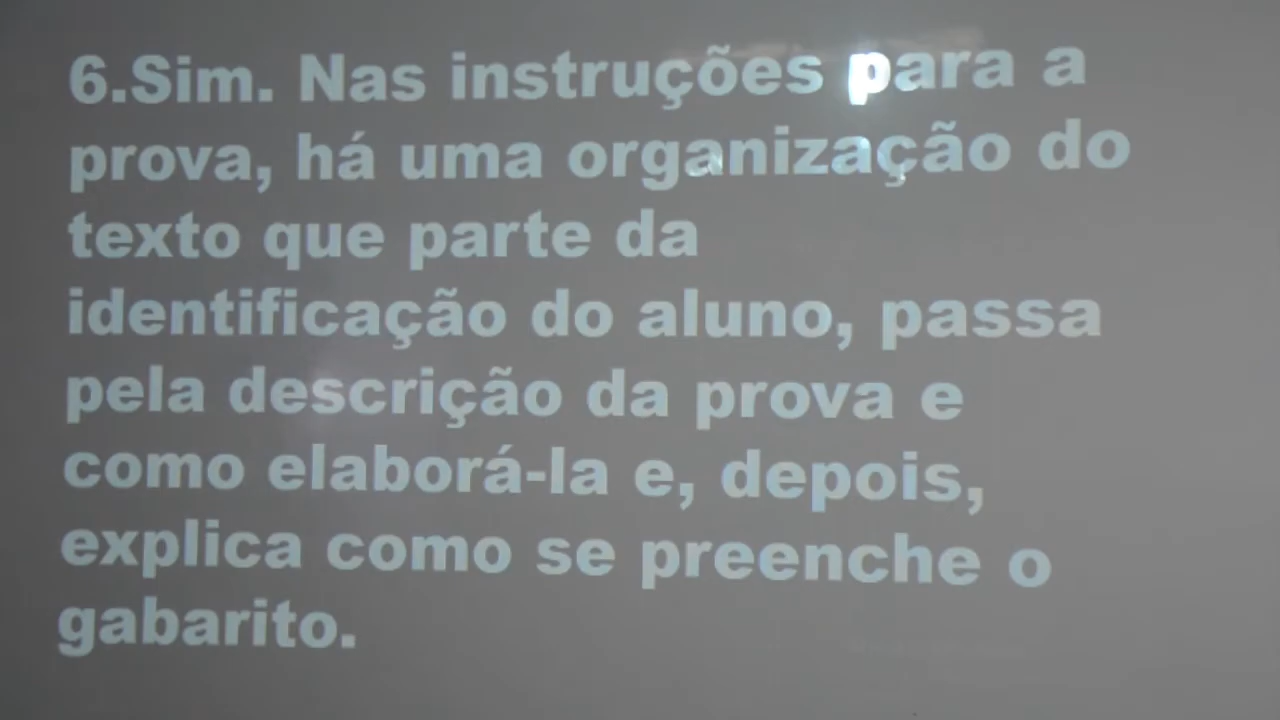 6.Sim. Nas instruções para a
prova, há uma organização do
texto que parte da
identificação do aluno, passa
pela descrição da prova e
como elaborá-la e, depois,
explica como se preenche o
gabarito.